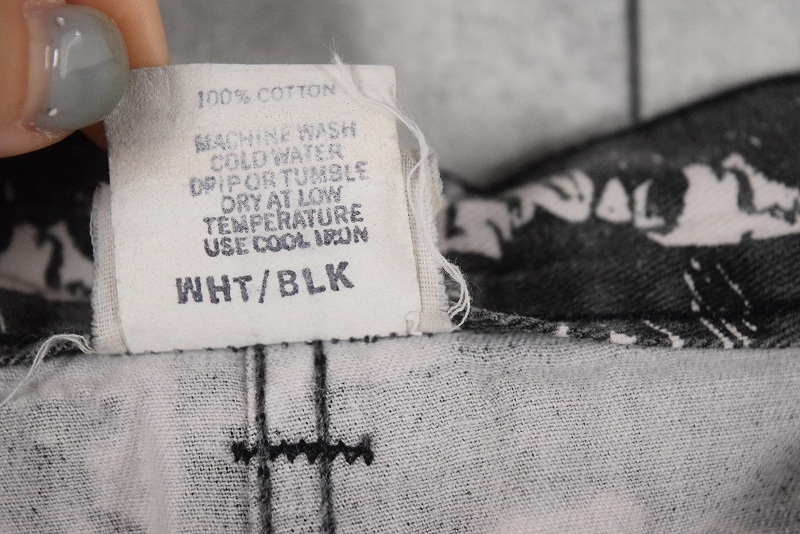 100% COTTON
MACHINE WASH
COLD WATER
DRIP OR TUMBLE
DRY AT LOW
TEMPERATURE
USE COOL IRON
WHT/BLK